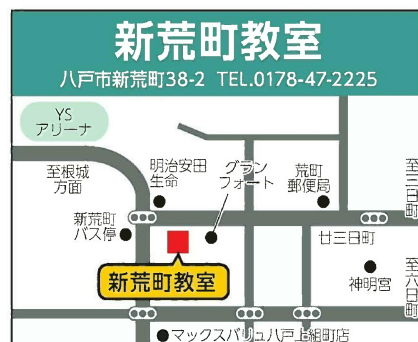 新荒町教室
八戸市新荒町38-2 TEL.0178-47-2225
YS
アリーナ
至根城
方面
明治安田
生命
グラン
フォート
荒町
郵便局
至三日町
新荒町
バス停
廿三日町
新荒町教室
神明宮
至六日町
マックスバリュ八戸上組町店